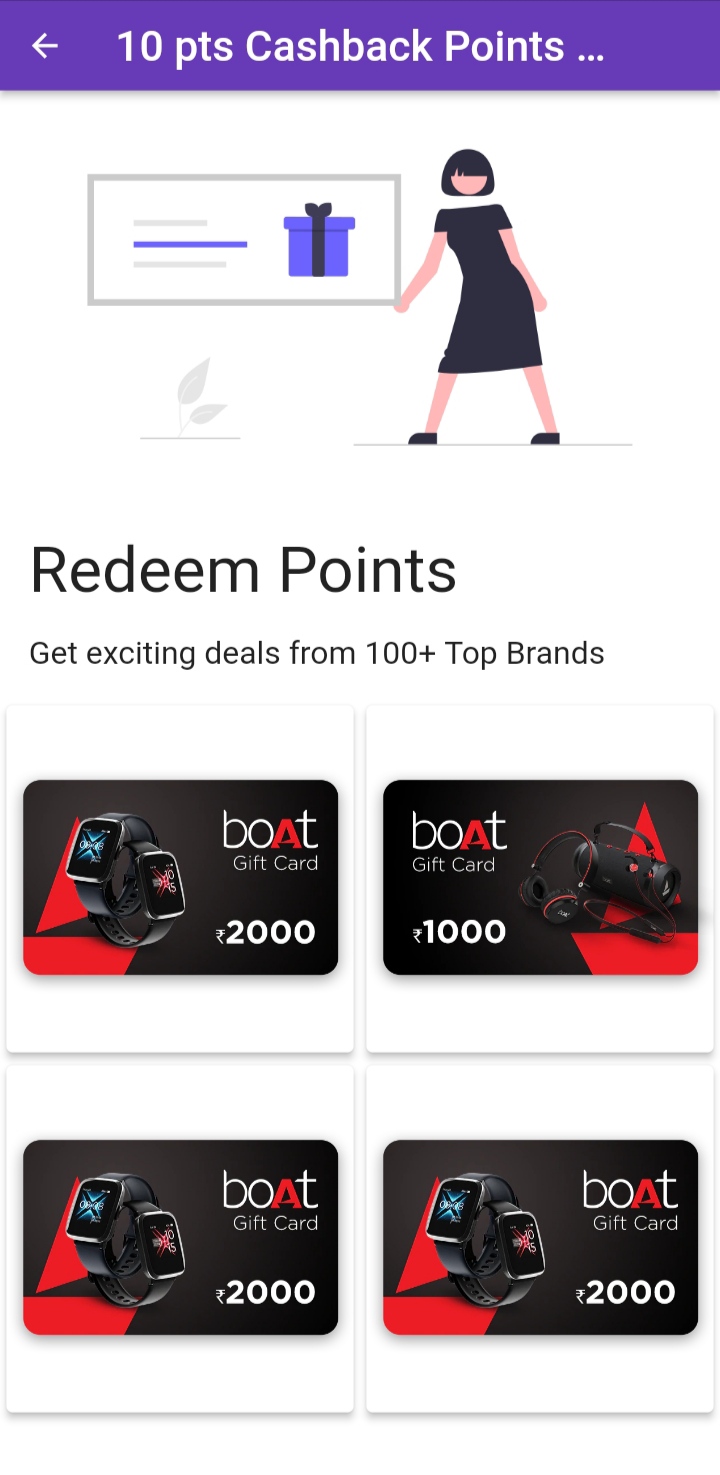 10 pts Cashback Points ...
Redeem Points
Get exciting deals from 100+ Top Brands
boAt
Gift Card
₹2000
boAt
Gift Card
₹1000
boAt
Gift Card
₹2000
boAt
Gift Card
₹2000